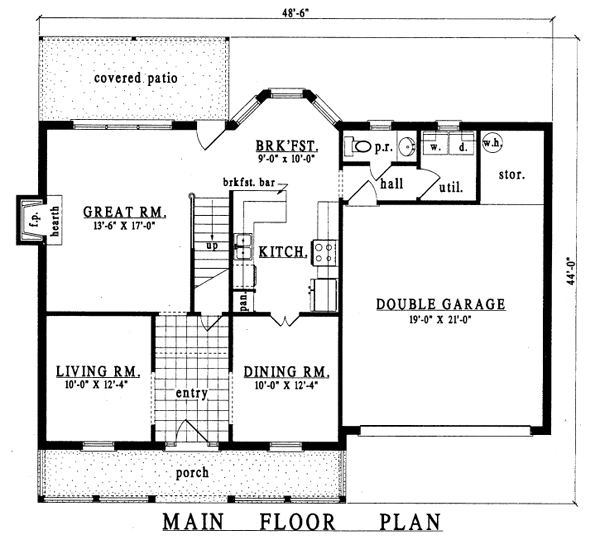 48'-6"
covered patio
BRK'FST.
9'-0" X 10'-0"
p.r.
w.
d.
w.h.
stor.
brkfst. bar
hall
util.
f.p.
hearth
GREAT RM.
13'-6" X 17'-0"
up
KITCH.
pan.
44'-0"
DOUBLE GARAGE
19'-0" X 21'-0"
LIVING RM.
10'-0" X 12'-4"
DINING RM.
10'-0" X 12'-4"
entry
porch
MAIN FLOOR PLAN